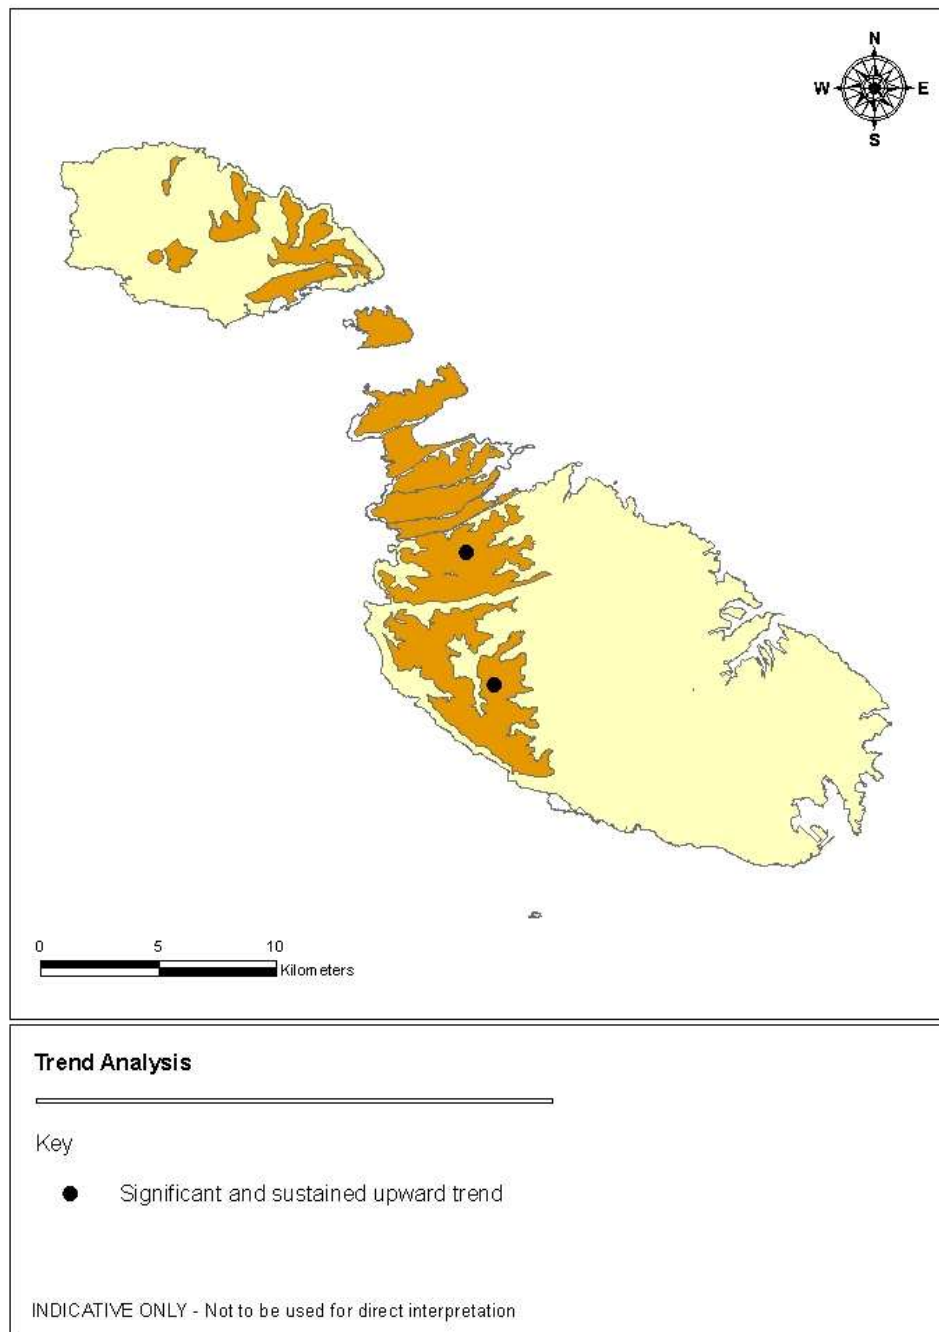 N
W E
S
0 5 10
Kilometers
Trend Analysis
Key
Significant and sustained upward trend
INDICATIVE ONLY - Not to be used for direct interpretation